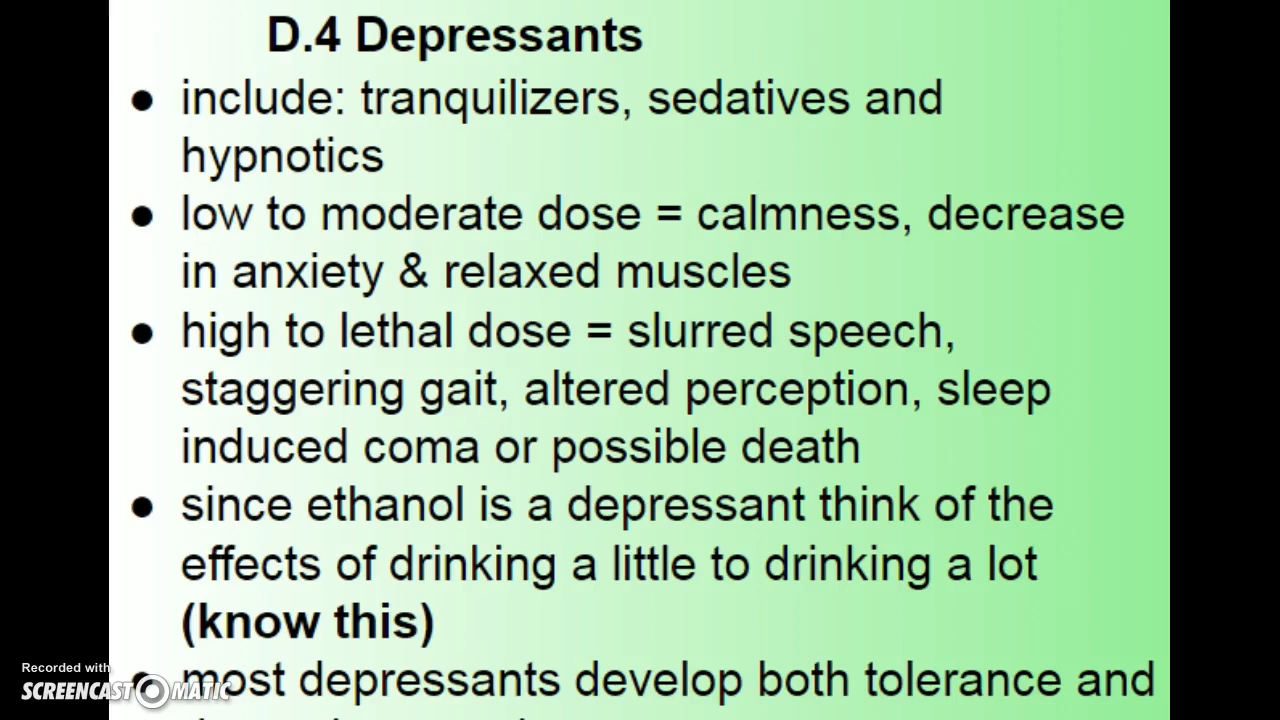 D.4 Depressants
● include: tranquilizers, sedatives and
hypnotics
● low to moderate dose = calmness, decrease
in anxiety & relaxed muscles
● high to lethal dose = slurred speech,
staggering gait, altered perception, sleep
induced coma or possible death
● since ethanol is a depressant think of the
effects of drinking a little to drinking a lot
(know this)
● most depressants develop both tolerance and
Recorded with
SCREENCAST-O-MATIC